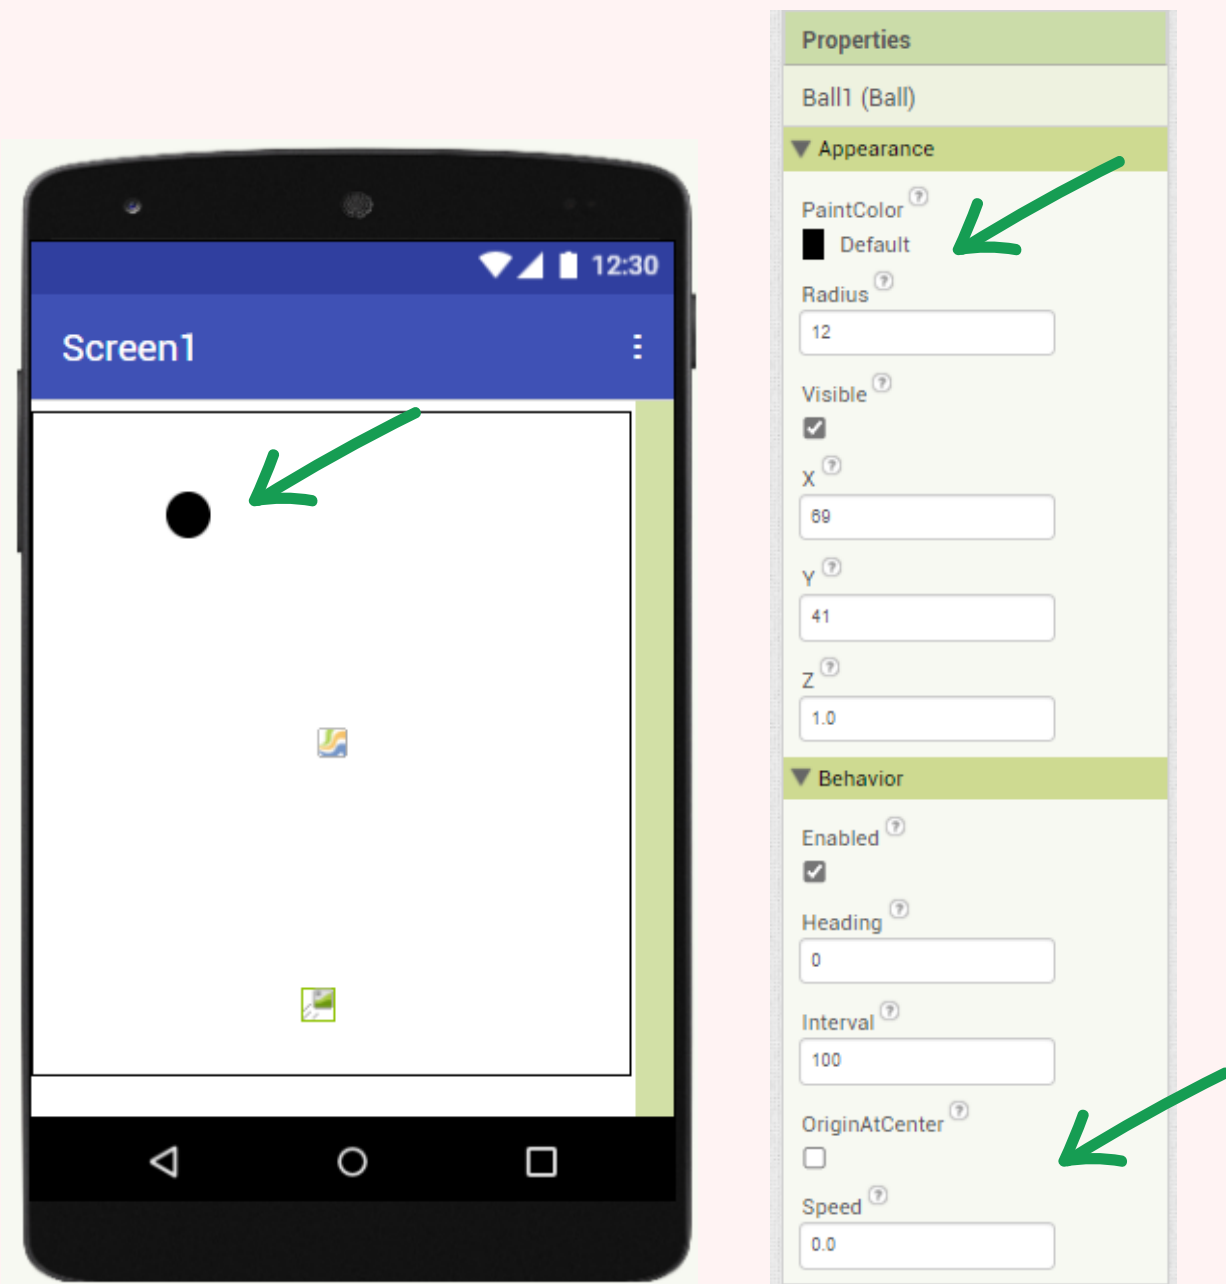 12:30
Screen1
Properties
Ball1 (Ball)
Appearance
PaintColor ?
Default
Radius ?
12
Visible ?
X ?
69
Y ?
41
Z ?
1.0
Behavior
Enabled ?
Heading ?
0
Interval ?
100
OriginAtCenter ?
Speed ?
0.0